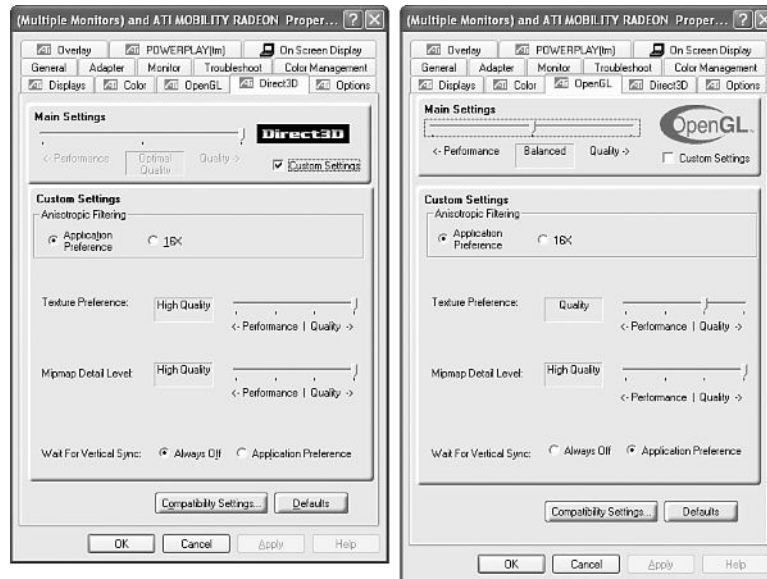 (Multiple Monitors) and ATI MOBILITY RADEON Proper...
Overlay POWERPLAY(tm) On Screen Display
General Adapter Monitor Troubleshoot Color Management
Displays Color OpenGL Direct3D Options
Main Settings
Direct3D
<- Performance Optimal Quality Quality ->
Custom Settings
Custom Settings
Anisotropic Filtering
Application Preference 16X
Texture Preference: High Quality
<- Performance | Quality ->
Mipmap Detail Level: High Quality
<- Performance | Quality ->
Wait For Vertical Sync: Always Off Application Preference
Compatibility Settings... Defaults
OK Cancel Apply Help
(Multiple Monitors) and ATI MOBILITY RADEON Proper...
Overlay POWERPLAY(tm) On Screen Display
General Adapter Monitor Troubleshoot Color Management
Displays Color OpenGL Direct3D Options
Main Settings
OpenGL
<- Performance Balanced Quality ->
Custom Settings
Custom Settings
Anisotropic Filtering
Application Preference 16X
Texture Preference: Quality
<- Performance | Quality ->
Mipmap Detail Level: High Quality
<- Performance | Quality ->
Wait For Vertical Sync: Always Off Application Preference
Compatibility Settings... Defaults
OK Cancel Apply Help